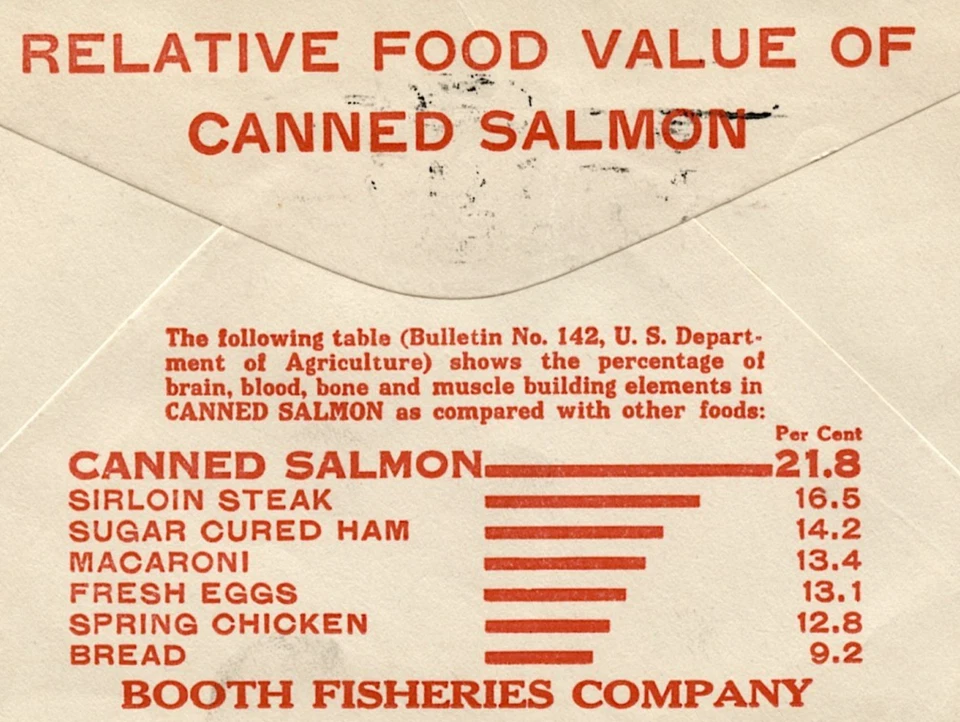 RELATIVE FOOD VALUE OF
CANNED SALMON
The following table (Bulletin No. 142, U. S. Depart-
ment of Agriculture) shows the percentage of
brain, blood, bone and muscle building elements in
CANNED SALMON as compared with other foods:
Per Cent
CANNED SALMON 21.8
SIRLOIN STEAK 16.5
SUGAR CURED HAM 14.2
MACARONI 13.4
FRESH EGGS 13.1
SPRING CHICKEN 12.8
BREAD 9.2
BOOTH FISHERIES COMPANY